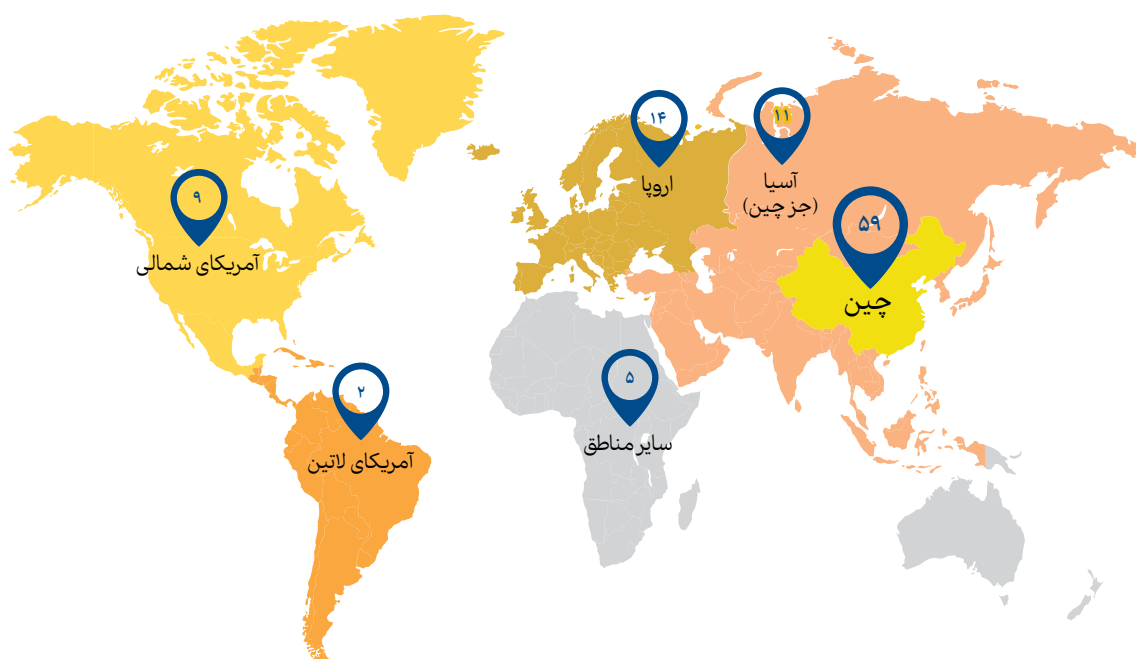 ۱۴
اروپا
۱۱
آسیا
(جز چین)
۹
آمریکای شمالی
۵۹
چین
۵
سایر مناطق
۲
آمریکای لاتین